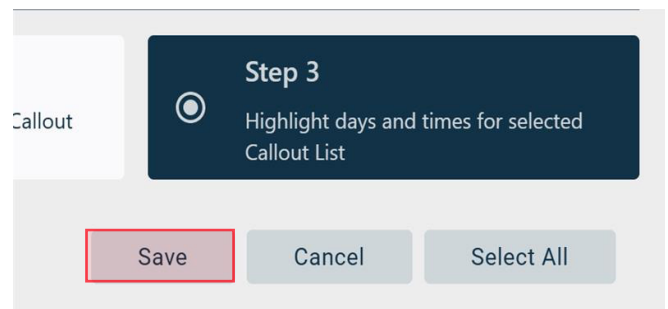 Step 3
Callout
Highlight days and times for selected
Callout List
Save
Cancel
Select All